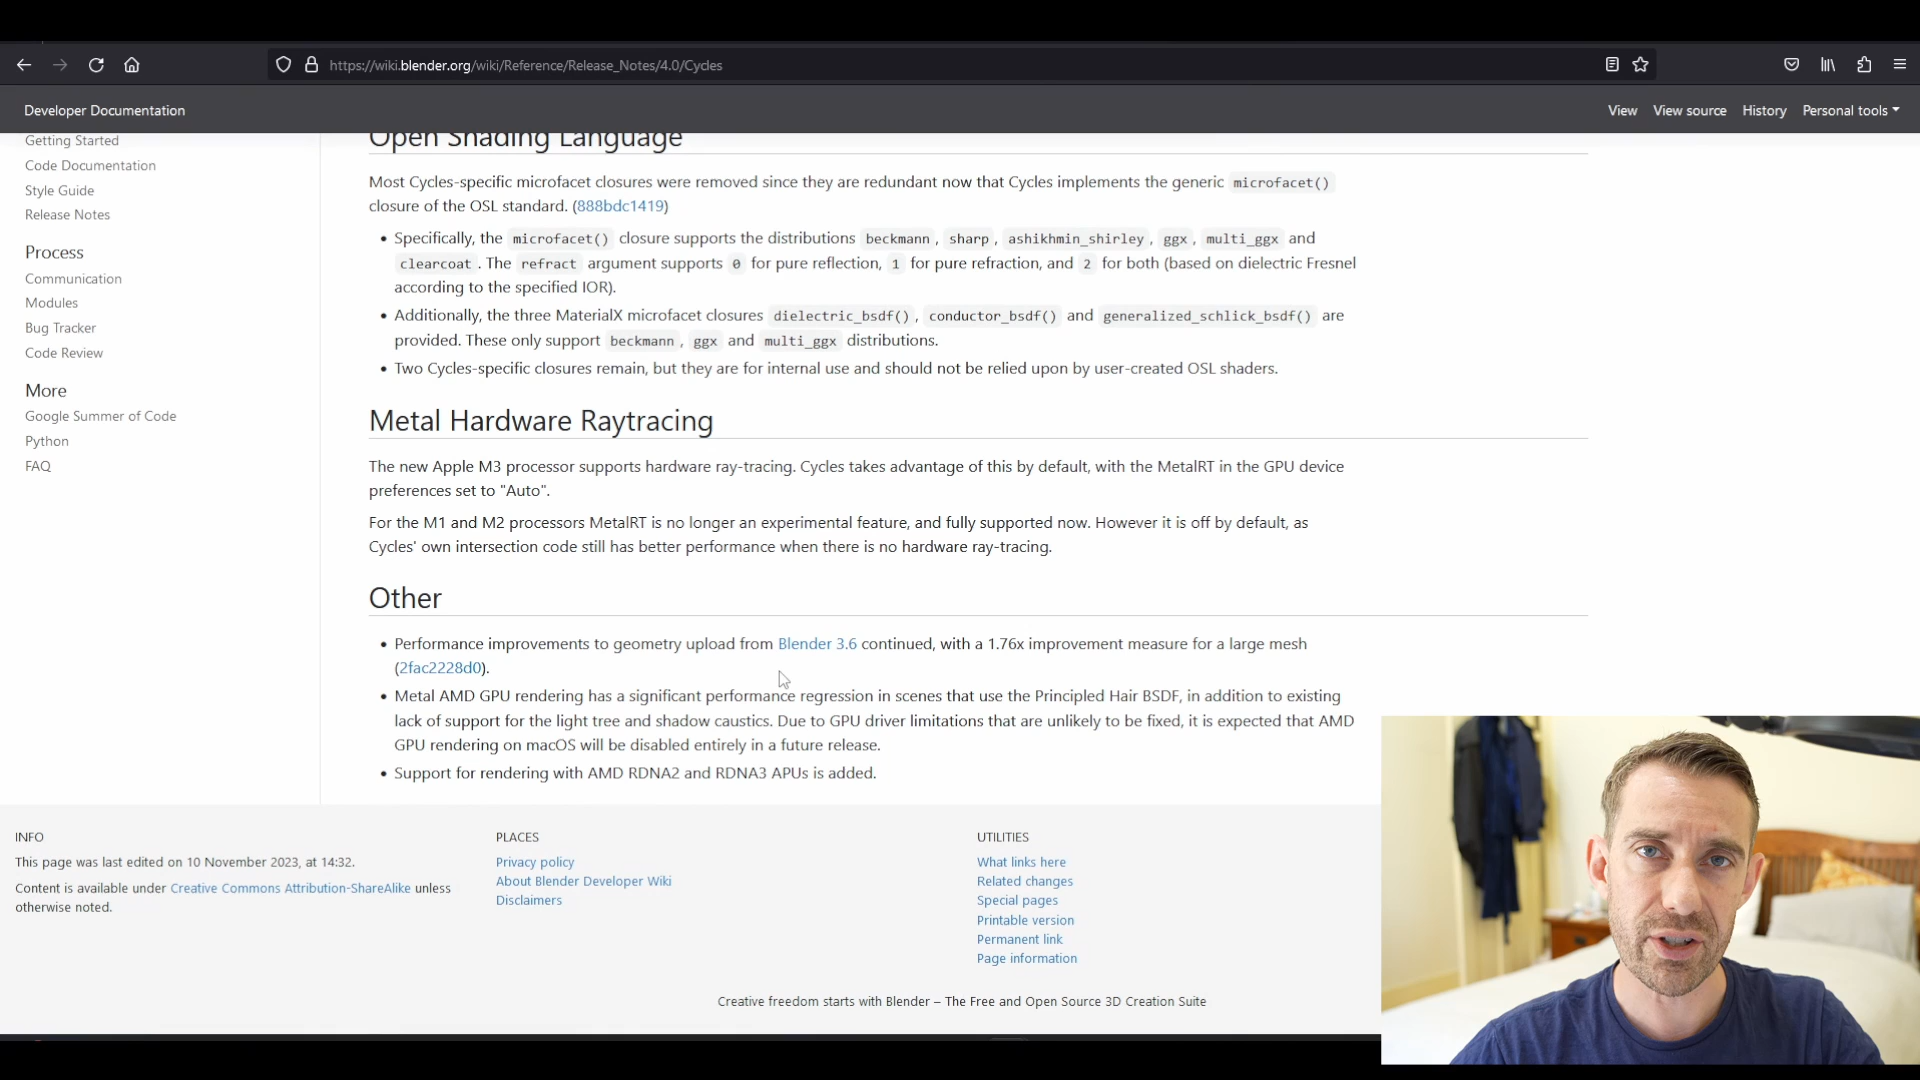 https://wiki.blender.org/wiki/Reference/Release_Notes/4.0/Cycles
Developer Documentation
View
View source
History
Personal tools
Getting Started
Code Documentation
Style Guide
Release Notes
Process
Communication
Modules
Bug Tracker
Code Review
More
Google Summer of Code
Python
FAQ
Open Shading Language
Most Cycles-specific microfacet closures were removed since they are redundant now that Cycles implements the generic microfacet()
closure of the OSL standard. (888bdc1419)
• Specifically, the microfacet() closure supports the distributions beckmann, sharp, ashikhmin_shirley, ggx, multi_ggx and
clearcoat. The refract argument supports 0 for pure reflection, 1 for pure refraction, and 2 for both (based on dielectric Fresnel
according to the specified IOR).
• Additionally, the three MaterialX microfacet closures dielectric_bsdf(), conductor_bsdf() and generalized_schlick_bsdf() are
provided. These only support beckmann, ggx and multi_ggx distributions.
• Two Cycles-specific closures remain, but they are for internal use and should not be relied upon by user-created OSL shaders.
Metal Hardware Raytracing
The new Apple M3 processor supports hardware ray-tracing. Cycles takes advantage of this by default, with the MetalRT in the GPU device
preferences set to "Auto".
For the M1 and M2 processors MetalRT is no longer an experimental feature, and fully supported now. However it is off by default, as
Cycles' own intersection code still has better performance when there is no hardware ray-tracing.
Other
• Performance improvements to geometry upload from Blender 3.6 continued, with a 1.76x improvement measure for a large mesh
(2fac2228d0).
• Metal AMD GPU rendering has a significant performance regression in scenes that use the Principled Hair BSDF, in addition to existing
lack of support for the light tree and shadow caustics. Due to GPU driver limitations that are unlikely to be fixed, it is expected that AMD
GPU rendering on macOS will be disabled entirely in a future release.
• Support for rendering with AMD RDNA2 and RDNA3 APUs is added.
INFO
This page was last edited on 10 November 2023, at 14:32.
Content is available under Creative Commons Attribution-ShareAlike unless
otherwise noted.
PLACES
Privacy policy
About Blender Developer Wiki
Disclaimers
UTILITIES
What links here
Related changes
Special pages
Printable version
Permanent link
Page information
Creative freedom starts with Blender – The Free and Open Source 3D Creation Suite